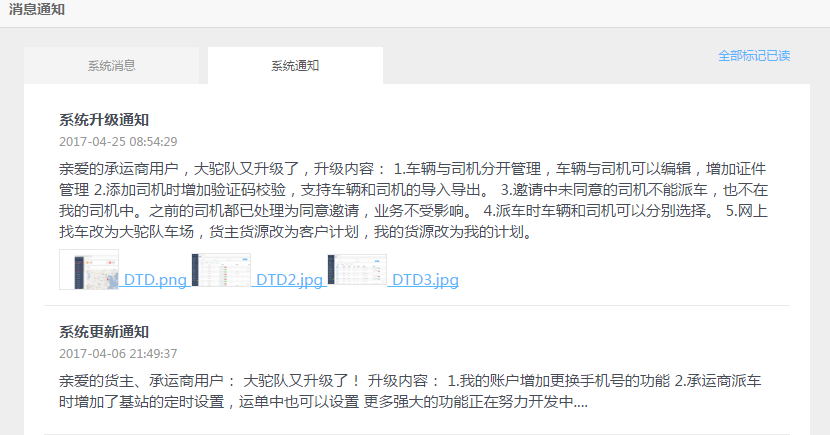 消息通知
系统消息
系统通知
全部标记已读
系统升级通知
2017-04-25 08:54:29
亲爱的承运商用户，大驼队又升级了，升级内容： 1.车辆与司机分开管理，车辆与司机可以编辑，增加证件
管理 2.添加司机时增加验证码校验，支持车辆和司机的导入导出。 3.邀请中未同意的司机不能派车，也不在
我的司机中。之前的司机都已处理为同意邀请，业务不受影响。 4.派车时车辆和司机可以分别选择。 5.网上
找车改为大驼队车场，货主货源改为客户计划，我的货源改为我的计划。
DTD.png DTD2.jpg DTD3.jpg
系统更新通知
2017-04-06 21:49:37
亲爱的货主、承运商用户： 大驼队又升级了！ 升级内容： 1.我的账户增加更换手机号的功能 2.承运商派车
时增加了基站的定时设置，运单中也可以设置 更多强大的功能正在努力开发中....